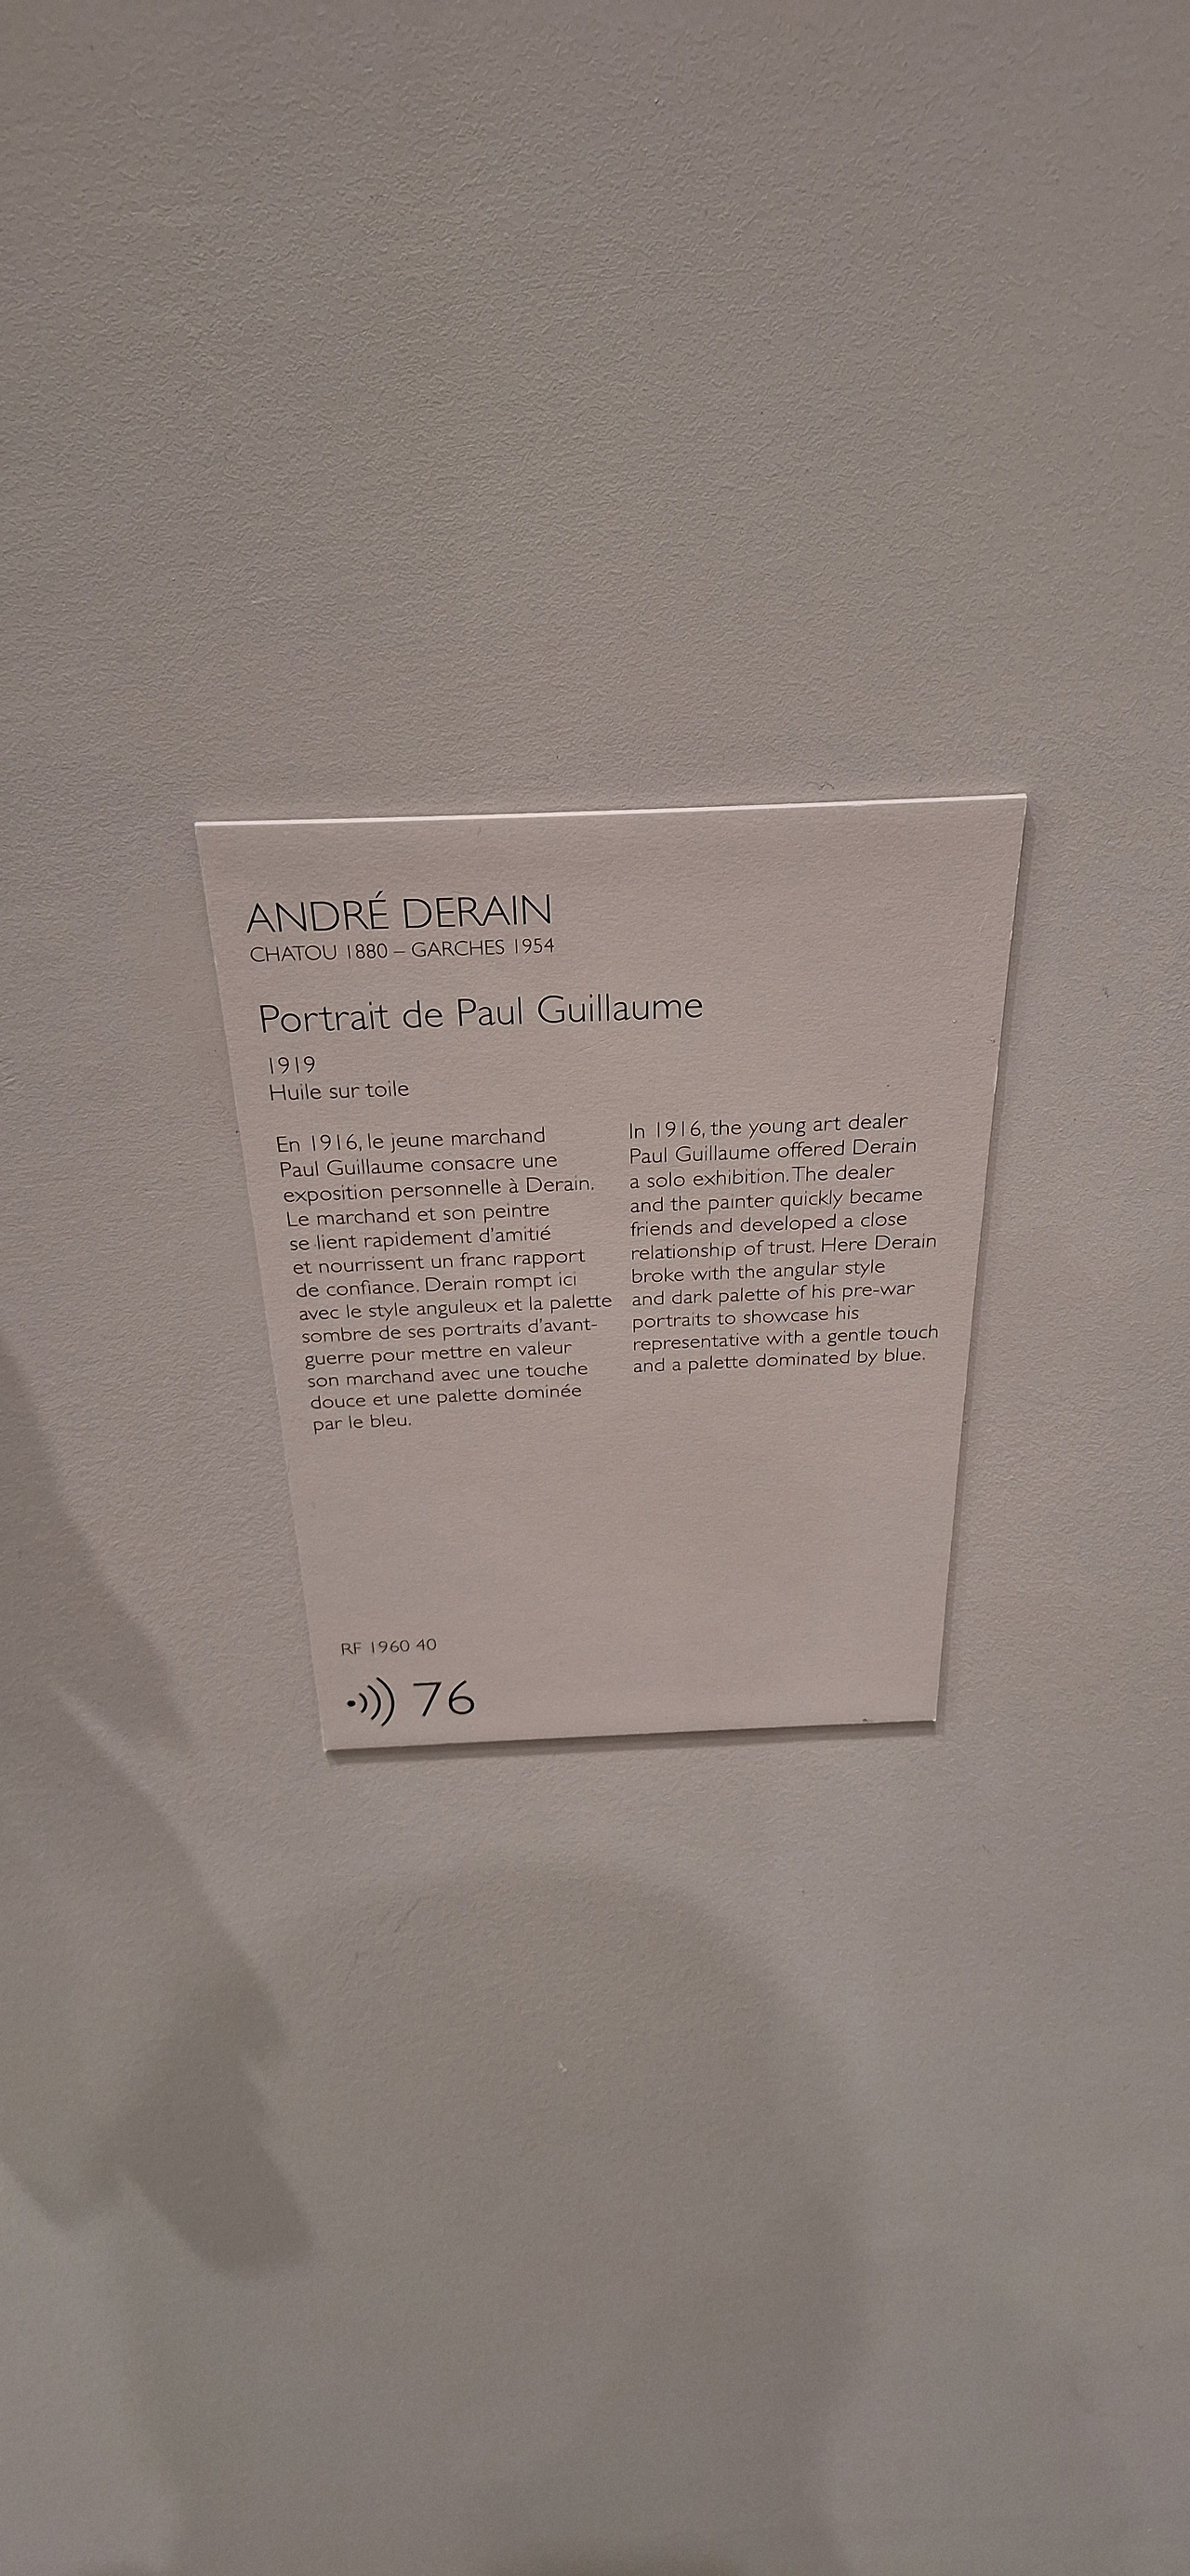 ANDRÉ DERAIN
CHATOU 1880 – GARCHES 1954
Portrait de Paul Guillaume
1919
Huile sur toile
En 1916, le jeune marchand
Paul Guillaume consacre une
exposition personnelle à Derain.
Le marchand et son peintre
se lient rapidement d'amitié
et nourrissent un franc rapport
de confiance. Derain rompt ici
avec le style anguleux et la palette
sombre de ses portraits d'avant-
guerre pour mettre en valeur
son marchand avec une touche
douce et une palette dominée
par le bleu.
In 1916, the young art dealer
Paul Guillaume offered Derain
a solo exhibition. The dealer
and the painter quickly became
friends and developed a close
relationship of trust. Here Derain
broke with the angular style
and dark palette of his pre-war
portraits to showcase his
representative with a gentle touch
and a palette dominated by blue.
RF 1960 40
76